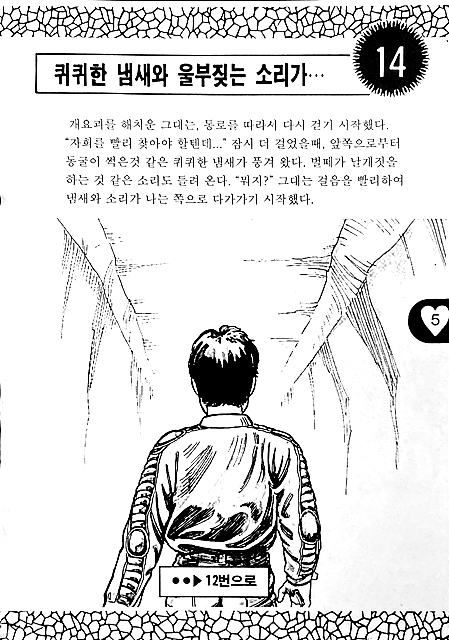 퀴퀴한 냄새와 울부짖는 소리가…
14
개요괴를 해치운 그대는, 통로를 따라서 다시 걷기 시작했다.
"자희를 빨리 찾아야 할텐데..." 잠시 더 걸었을때, 앞쪽으로부터
동굴이 썩은것 같은 퀴퀴한 냄새가 풍겨 왔다. 벌떼가 날개짓을
하는 것 같은 소리도 들려 온다. "뭐지?" 그대는 걸음을 빨리하여
냄새와 소리가 나는 쪽으로 다가가기 시작했다.
5
●●▶12번으로